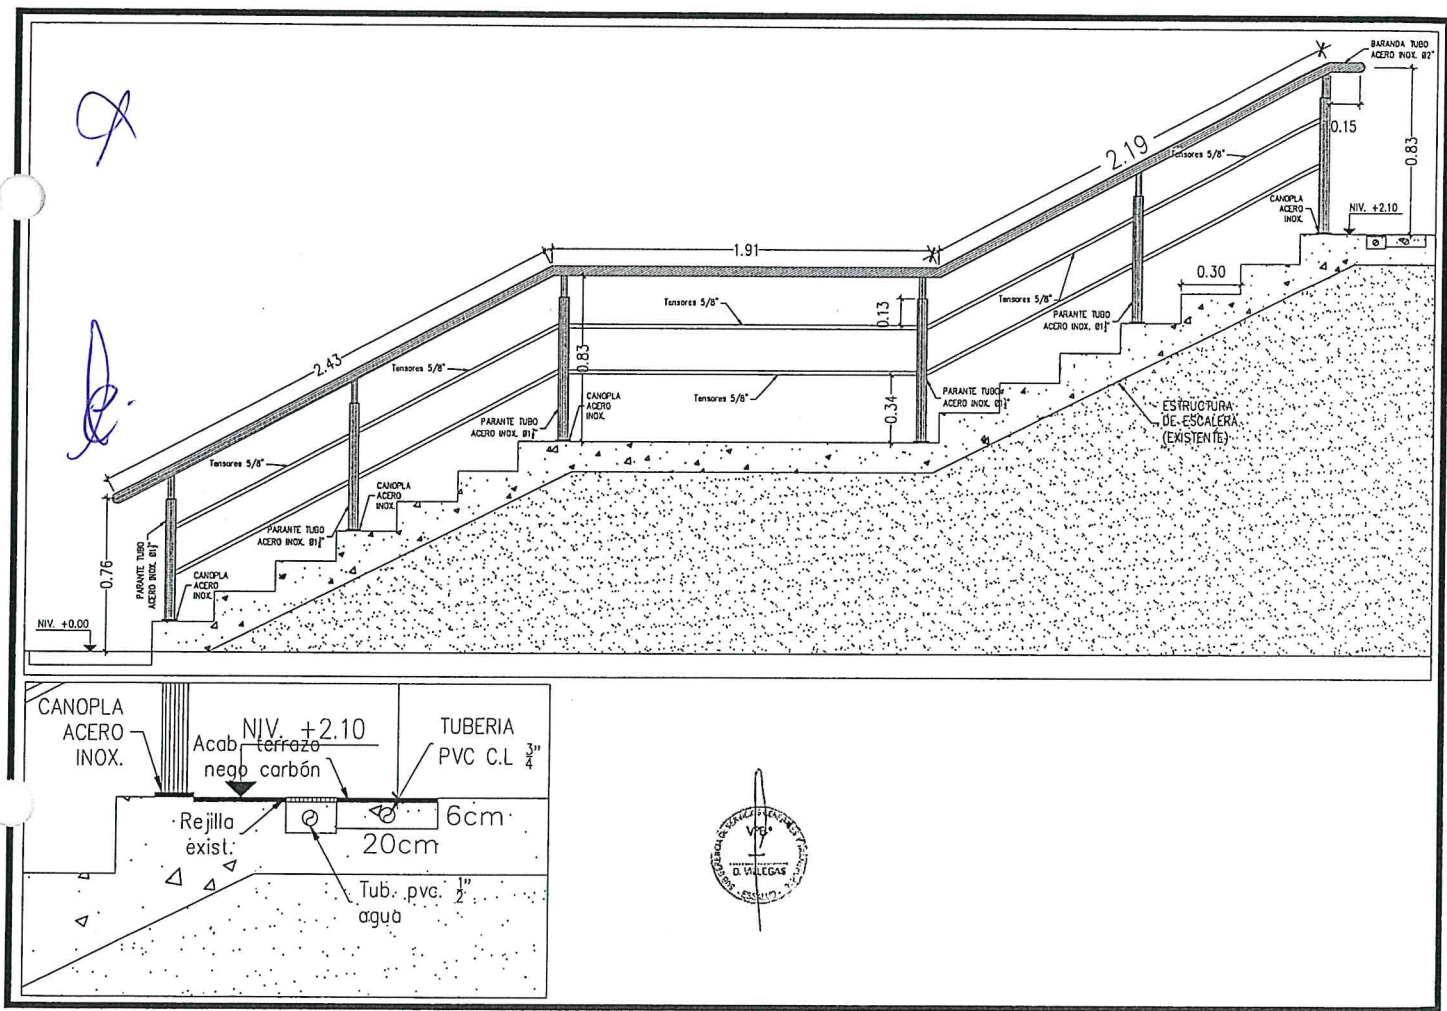 BARANDA TUBO
ACERO INOX. Ø2"
0.15
0.83
2.19
Tensores 5/8"
CANOPLA
ACERO
INOX.
NIV. +2.10
1.91
0.30
Tensores 5/8"
0.13
Tensores 5/8"
PARANTE TUBO
ACERO INOX.
0.83
2.43
Tensores 5/8"
Tensores 5/8"
0.34
CANOPLA
ACERO
INOX.
PARANTE TUBO
ACERO INOX.
PARANTE TUBO
ACERO INOX.
ESTRUCTURA
DE ESCALERA
(EXISTENTE)
Tensores 5/8"
CANOPLA
ACERO
INOX.
PARANTE TUBO
ACERO INOX.
PARANTE TUBO
ACERO INOX.
0.76
CANOPLA
ACERO
INOX.
NIV. +0.00
CANOPLA
ACERO
INOX.
NIV. +2.10
Acab. terrazo
nego carbón
TUBERIA
PVC C.L 3/4"
Rejilla
exist.
6cm
20cm
Tub. pvc. 1/2"
agua
VºBº
D. VILLEGAS